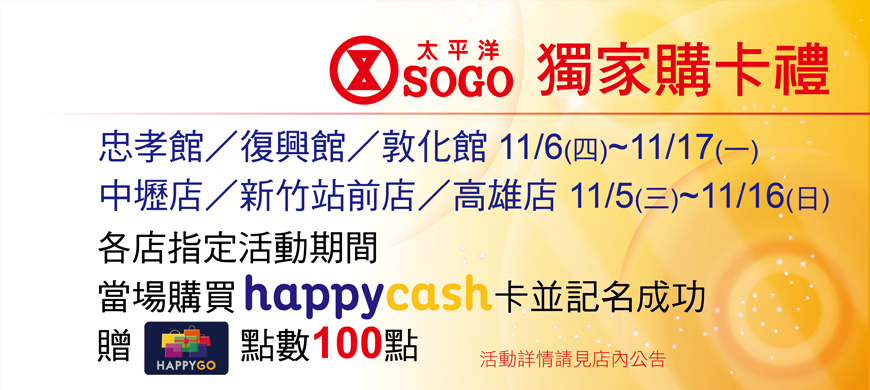 太平洋
SOGO 獨家購卡禮
忠孝館／復興館／敦化館 11/6(四)~11/17(一)
中壢店／新竹站前店／高雄店 11/5(三)~11/16(日)
各店指定活動期間
當場購買happycash卡並記名成功
贈 HAPPYGO 點數100點
活動詳情請見店內公告